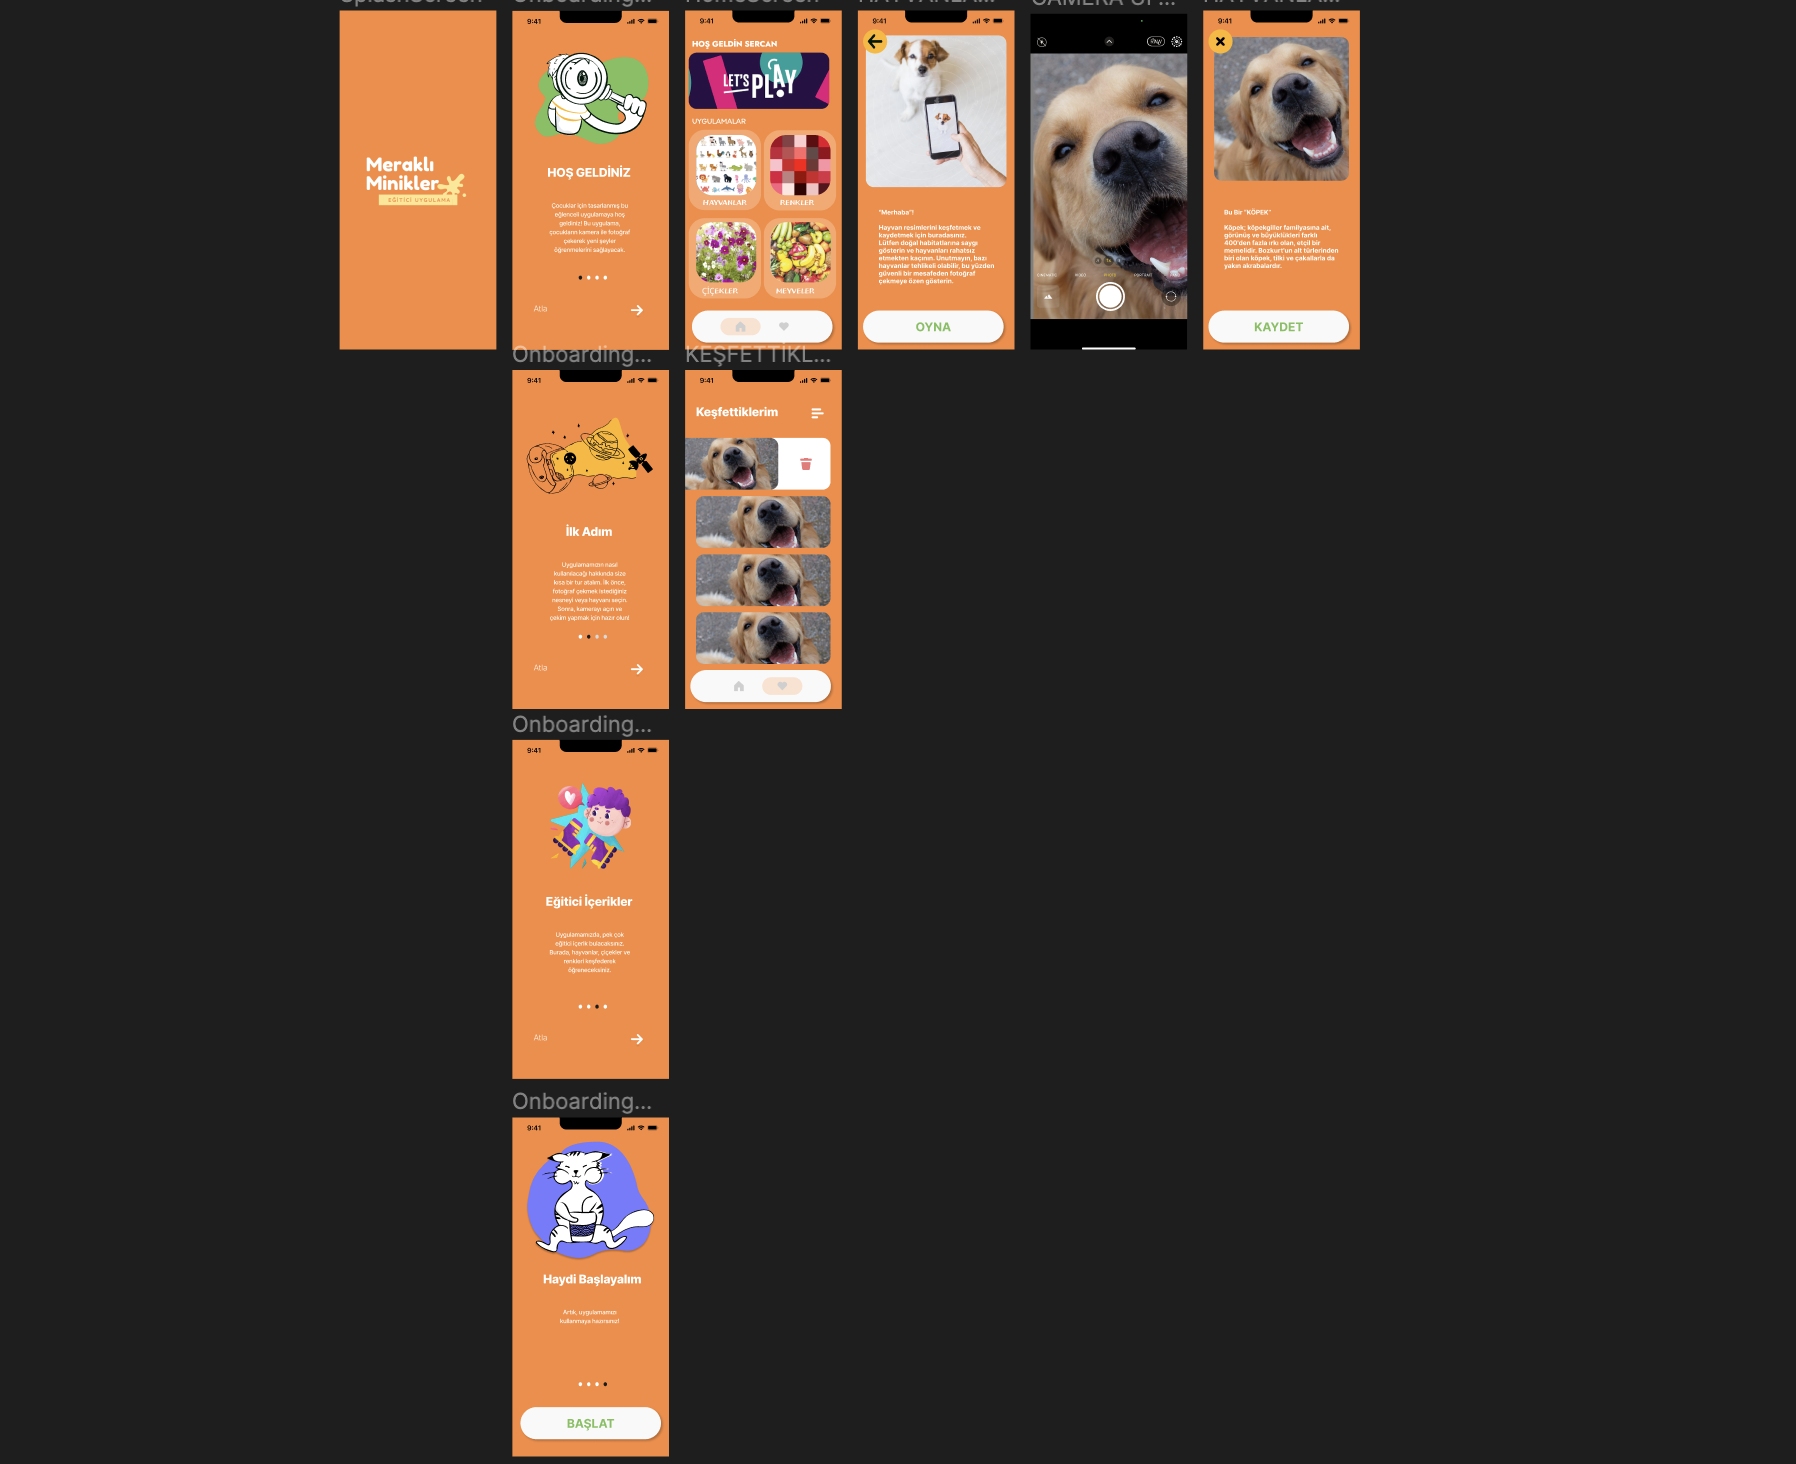 Onboarding...
HomeScreen
HAYVANLA...
HAYVANLA...
Meraklı
Minikler
EĞİTİCİ UYGULAMA
9:41
HOŞ GELDİNİZ
Çocuklar için tasarlanmış bu
eğlenceli uygulamaya hoş
geldiniz! Bu uygulama,
çocukların kamera ile fotoğraf
çekerek yeni şeyler
öğrenmelerini sağlayacak.
Atla
9:41
HOŞ GELDİN SERCAN
LET'S PLAY
UYGULAMALAR
HAYVANLAR
RENKLER
ÇİÇEKLER
MEYVELER
9:41
"Merhaba"!
Hayvan resimlerini keşfetmek ve
kaydetmek için buradasınız.
Lütfen doğal habitatlarına saygı
gösterin ve hayvanları rahatsız
etmekten kaçının. Unutmayın, bazı
hayvanlar tehlikeli olabilir, bu yüzden
güvenli bir mesafeden fotoğraf
çekmeye özen gösterin.
OYNA
VIDEO
PORTRAIT
9:41
Bu Bir "KÖPEK"
Köpek; köpekgiller familyasına ait,
görünüş ve büyüklükleri farklı
400'den fazla ırkı olan, etçil bir
memelidir. Bozkurt'un alt türlerinden
biri olan köpek, tilki ve çakallarla da
yakın akrabalardır.
KAYDET
Onboarding...
9:41
İlk Adım
Uygulamamızın nasıl
kullanılacağı hakkında size
kısa bir tur atalım. İlk önce,
fotoğraf çekmek istediğiniz
nesneyi veya hayvanı seçin.
Sonra, kamerayı açın ve
çekim yapmak için hazır olun!
Atla
KEŞFETTİKL...
9:41
Keşfettiklerim
Onboarding...
9:41
Eğitici İçerikler
Uygulamamızda, pek çok
eğitici içerik bulacaksınız.
Burada, hayvanlar, çiçekler ve
renkleri keşfederek
öğreneceksiniz.
Atla
Onboarding...
9:41
Haydi Başlayalım
Artık, uygulamamızı
kullanmaya hazırsınız!
BAŞLAT